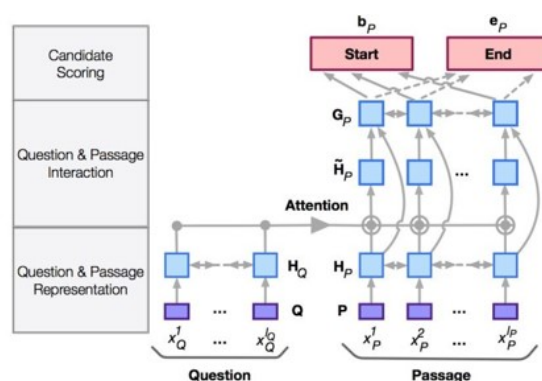 b_P e_P
Candidate
Scoring
Start End
G_P
Question & Passage
Interaction
H̃_P
...
Attention
Question & Passage
Representation
H_Q H_P
... Q P ...
x_Q^1 ... x_Q^{l_Q} x_P^1 x_P^2 ... x_P^{l_P}
Question Passage